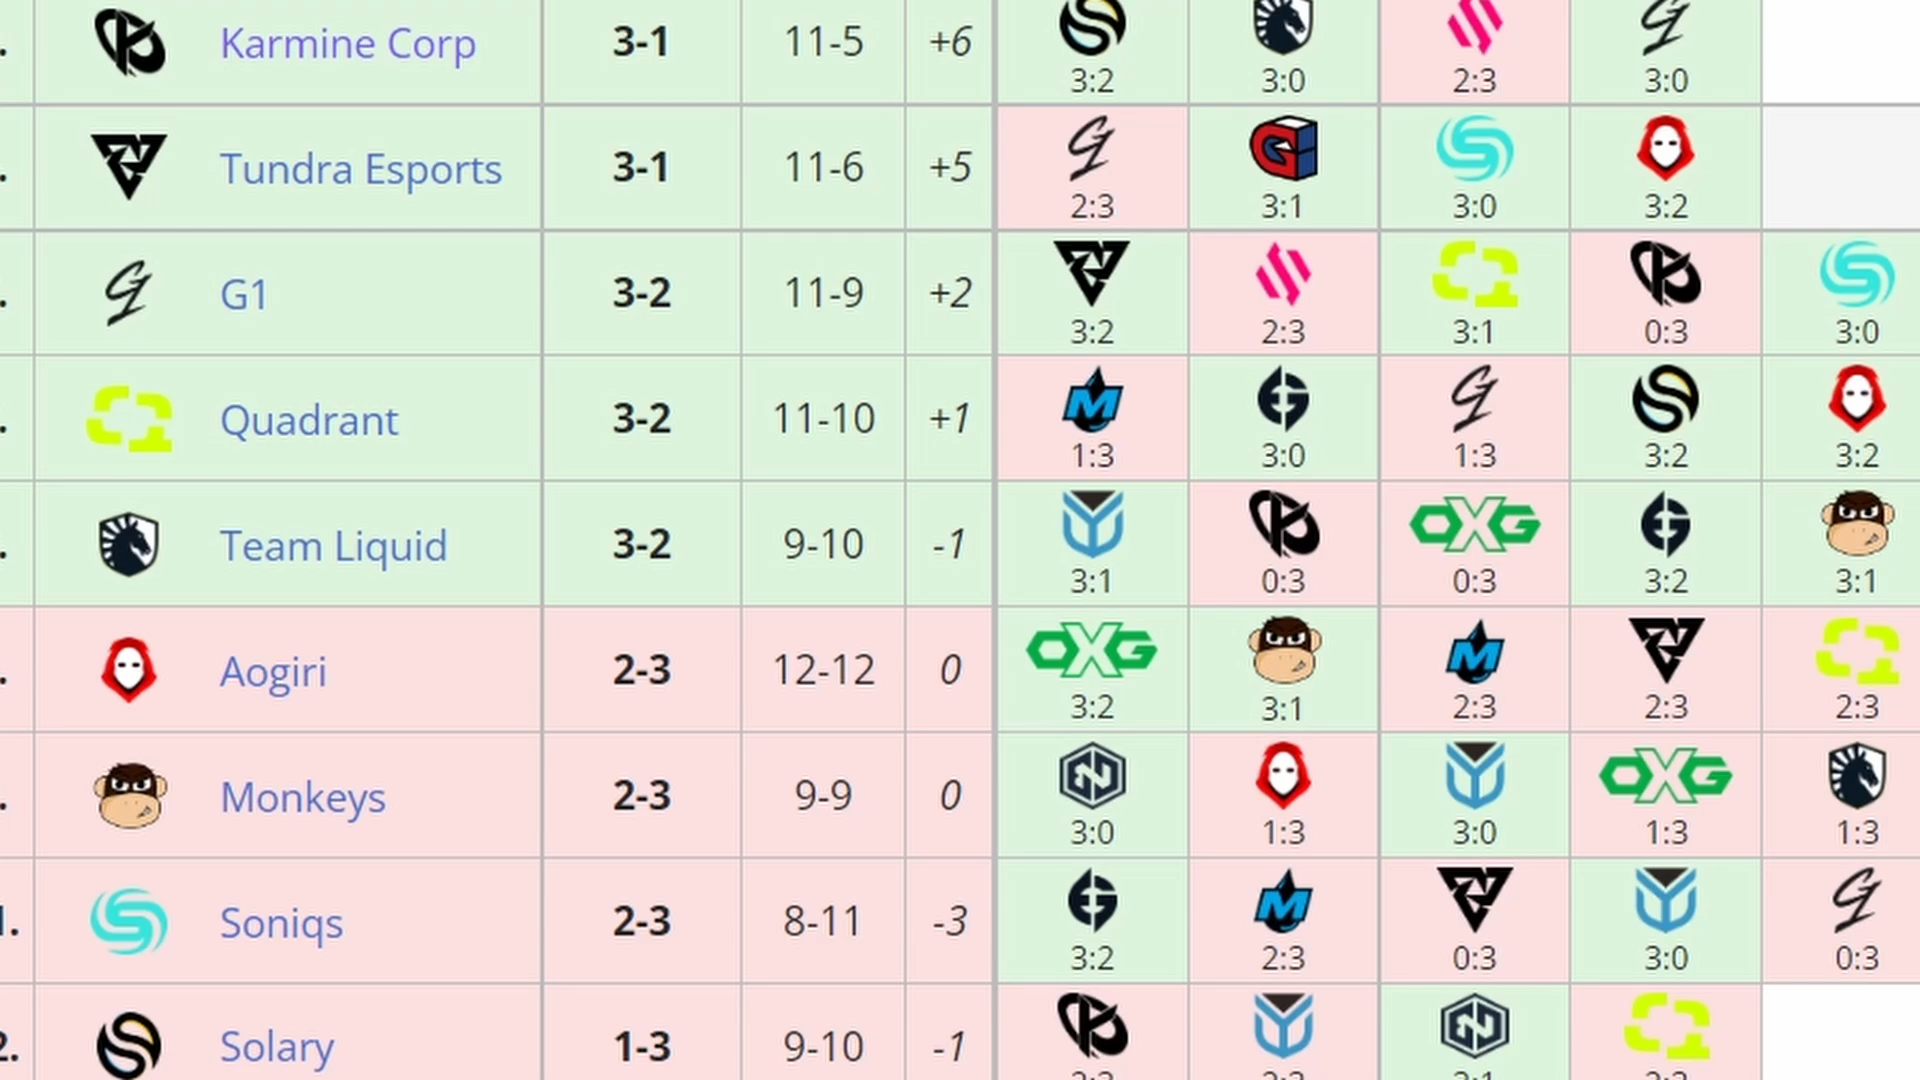 . Karmine Corp 3-1 11-5 +6 3:2 3:0 2:3 3:0
. Tundra Esports 3-1 11-6 +5 2:3 3:1 3:0 3:2
. G1 3-2 11-9 +2 3:2 2:3 3:1 0:3 3:0
. Quadrant 3-2 11-10 +1 1:3 3:0 1:3 3:2 3:2
. Team Liquid 3-2 9-10 -1 3:1 0:3 OXG 0:3 3:2 3:1
. Aogiri 2-3 12-12 0 OXG 3:2 3:1 M 2:3 2:3 2:3
. Monkeys 2-3 9-9 0 3:0 1:3 3:0 OXG 1:3 1:3
. Soniqs 2-3 8-11 -3 3:2 2:3 0:3 3:0 0:3
2. Solary 1-3 9-10 -1